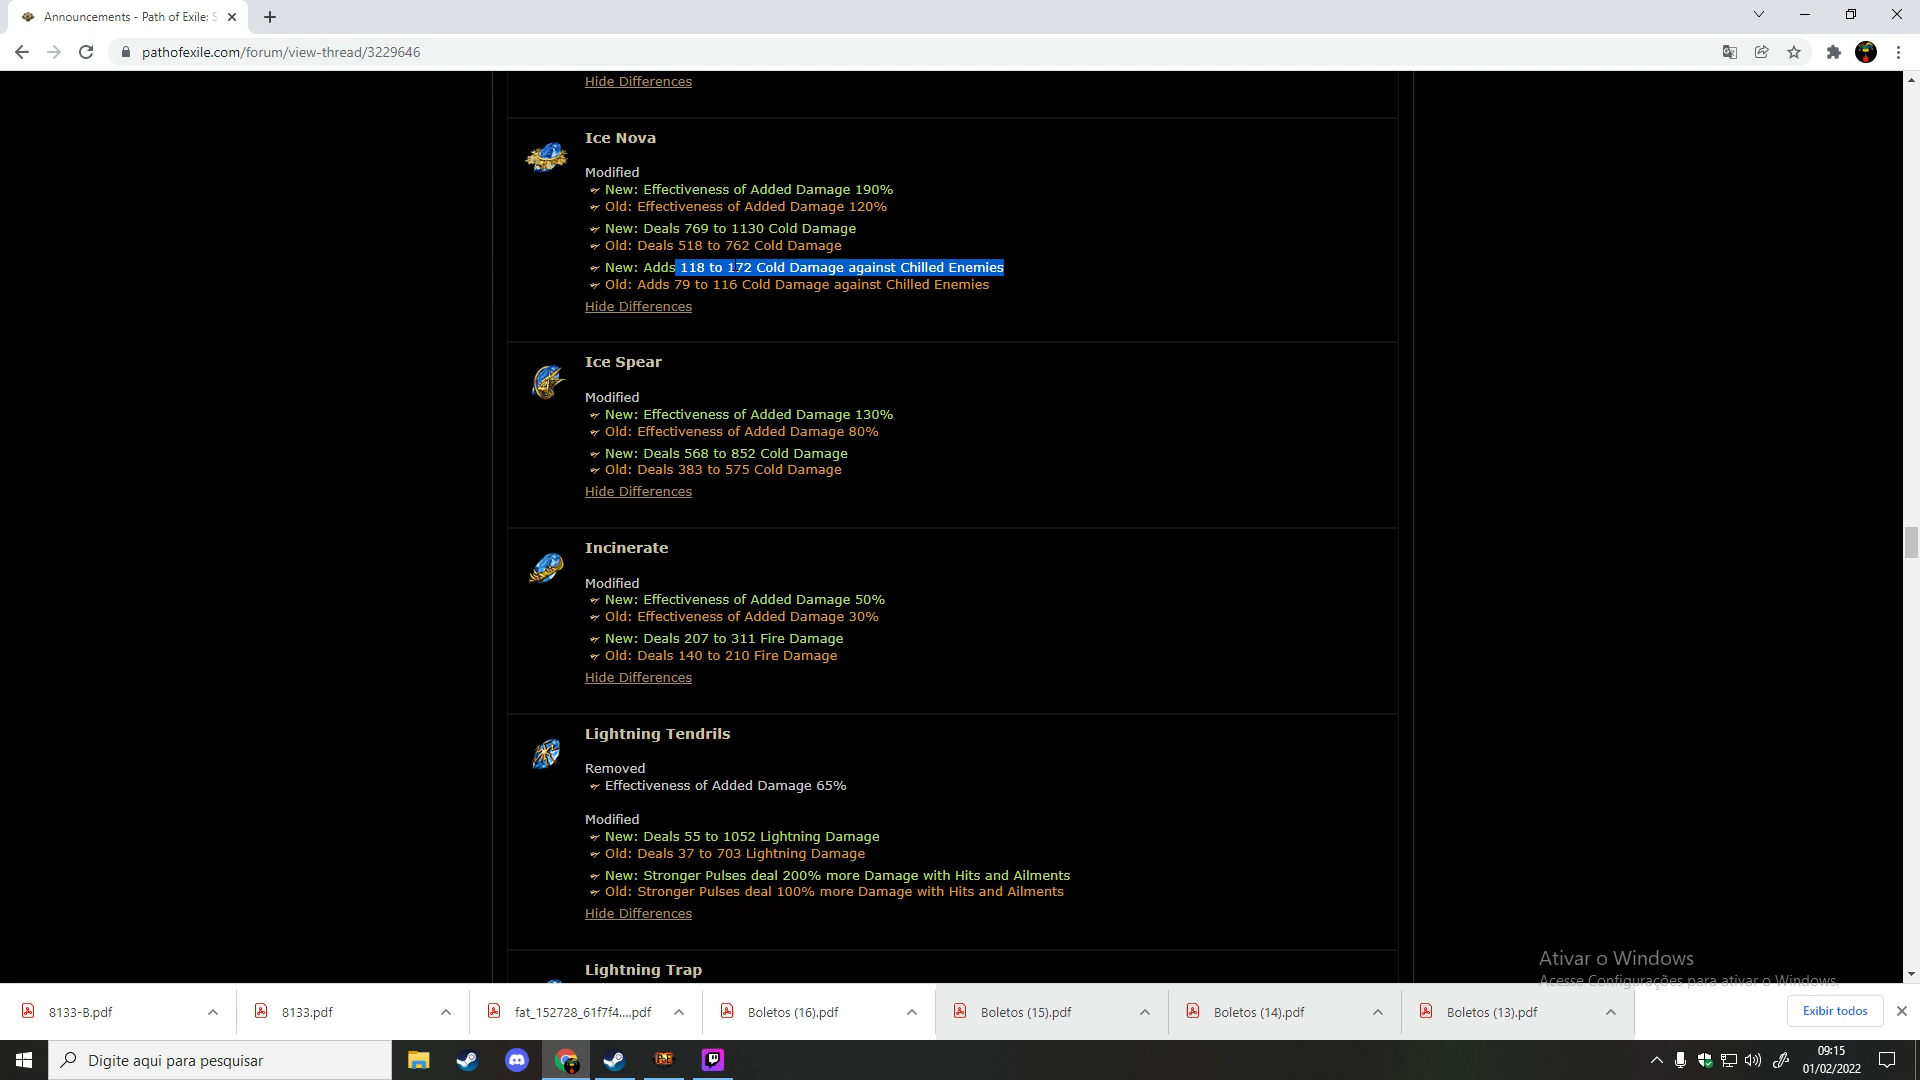 Announcements - Path of Exile: S
pathofexile.com/forum/view-thread/3229646
Hide Differences
Ice Nova
Modified
New: Effectiveness of Added Damage 190%
Old: Effectiveness of Added Damage 120%
New: Deals 769 to 1130 Cold Damage
Old: Deals 518 to 762 Cold Damage
New: Adds 118 to 172 Cold Damage against Chilled Enemies
Old: Adds 79 to 116 Cold Damage against Chilled Enemies
Hide Differences
Ice Spear
Modified
New: Effectiveness of Added Damage 130%
Old: Effectiveness of Added Damage 80%
New: Deals 568 to 852 Cold Damage
Old: Deals 383 to 575 Cold Damage
Hide Differences
Incinerate
Modified
New: Effectiveness of Added Damage 50%
Old: Effectiveness of Added Damage 30%
New: Deals 207 to 311 Fire Damage
Old: Deals 140 to 210 Fire Damage
Hide Differences
Lightning Tendrils
Removed
Effectiveness of Added Damage 65%
Modified
New: Deals 55 to 1052 Lightning Damage
Old: Deals 37 to 703 Lightning Damage
New: Stronger Pulses deal 200% more Damage with Hits and Ailments
Old: Stronger Pulses deal 100% more Damage with Hits and Ailments
Hide Differences
Lightning Trap
Ativar o Windows
Acesse Configurações para ativar o Windows.
8133-B.pdf
8133.pdf
fat_152728_61f7f4....pdf
Boletos (16).pdf
Boletos (15).pdf
Boletos (14).pdf
Boletos (13).pdf
Exibir todos
Digite aqui para pesquisar
PoE
09:15
01/02/2022